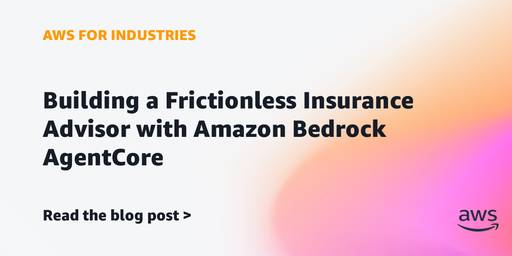 AWS FOR INDUSTRIES
Building a Frictionless Insurance
Advisor with Amazon Bedrock
AgentCore
Read the blog post >
aws